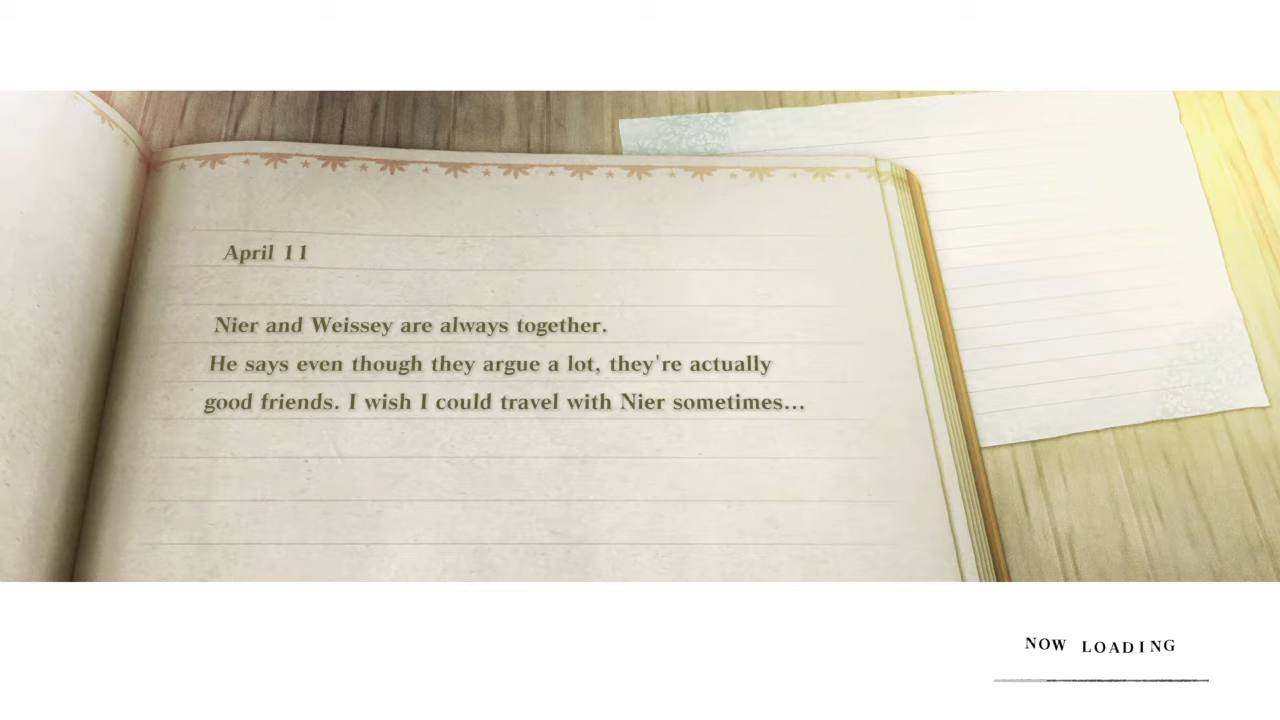 April 11
Nier and Weissey are always together.
He says even though they argue a lot, they're actually
good friends. I wish I could travel with Nier sometimes...
NOW LOADING